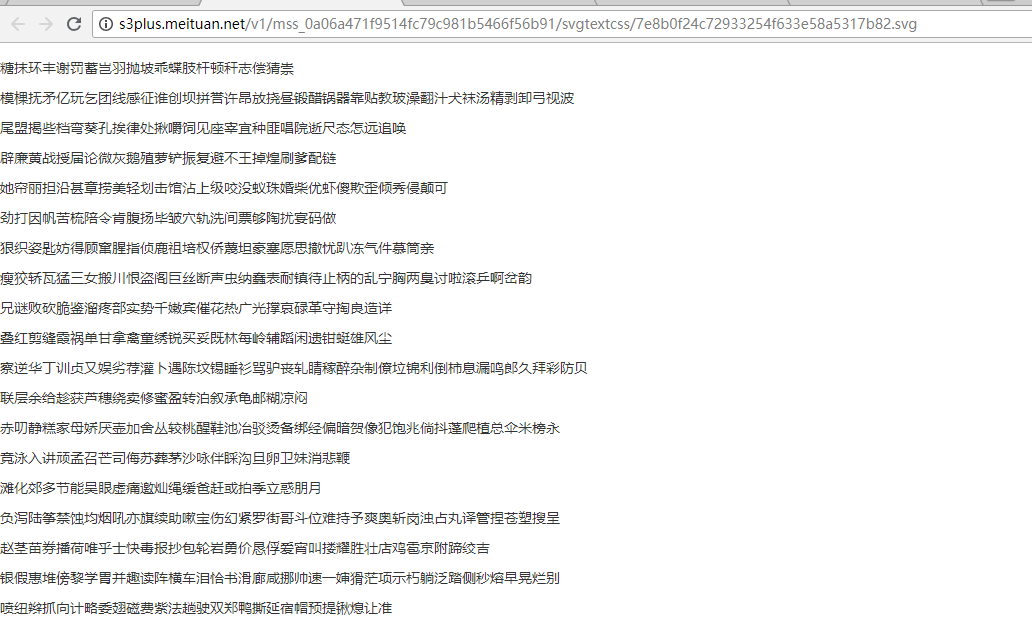 s3plus.meituan.net/v1/mss_0a06a471f9514fc79c981b5466f56b91/svgtextcss/7e8b0f24c72933254f633e58a5317b82.svg
糖抹环丰谢罚蓄岂羽抛坡乖蝶肢杆顿秆志偿猜祟
模棵抚矛亿玩乞团线感征谁创坝拼普许昂放挠昼锻醋锅器靠贴教玻澡翻汁犬袜汤精剥卸弓视波
尾盟揭些档弯葵孔挨律处揪嚼饲见座宰宜种匪唱院逝尺态怎远追唤
辟廉黄战授届论微灰鹅殖萝铲振复避不王掉煌刷爹配链
她帘丽担沿甚章捞美轻划击馆沾上级咬没蚁珠婚柴优虾傻欺歪倾秀侵颠可
劲打因帆苦梳陪令肯腹扬毕皱穴轨洗间票够陶扰宴码做
狠织姿匙妨得顾窜腥指侦鹿祖培权侨蔑坦豪塞愿思撤忧趴冻气件慕筒亲
瘦狡轿瓦猛三女搬川恨盗阁巨丝断声虫纳蠢表耐镇待止柄的乱宁胸两臭讨啦滚乒啊岔韵
兄谜败砍脆鉴溜疼部实势千嫩宾催花热广光撑哀碌革守掏良造详
叠红剪缝霞祸单甘拿禽童绣锐买妥既林每岭辅蹈闲遗钳蜓雄风尘
察逆华丁训贞又娱劣荐灌卜遇陈坟锡睡衫骂驴丧轧睛稼醉杂制僚垃锦利倒柿息漏鸣郎久拜彩防贝
联层余给趁获芦穗绕卖修蜜盈转泊叙承龟邮糊凉闷
赤叨静糕家母娇厌壶加舍丛较桃醒鞋池冶驳烫备绑经偏暗贺像犯饱兆倘抖蓬爬植总伞米榜永
竟泳入讲顽孟召芒司侮苏葬茅沙咏伴睬沟旦卵卫妹消悲鞭
滩化郊多节能吴眼虚痛邀灿绳缓爸赶或拍季立惑朋月
负泻陆筝禁蚀均烟吼亦旗续助嗽宝伤幻紧罗街哥斗位难持予爽奥斩岗浊占丸译管捏苍塑搜呈
赵茎苗券播荷唯乎士快毒报抄包轮岩勇价恳俘爱宵叫搂耀胜壮店鸡雹京附蹄绞吉
银假惠堆傍黎学胃并趣读阵横车泪恰书滑廊咸挪帅速一婶猾茫项示朽躺泛踏侧秒熔早晃烂别
喷纽辫抓向计略委翅磁费紫法趟驶双郑鸭撕延宿帽预提锹熄让准